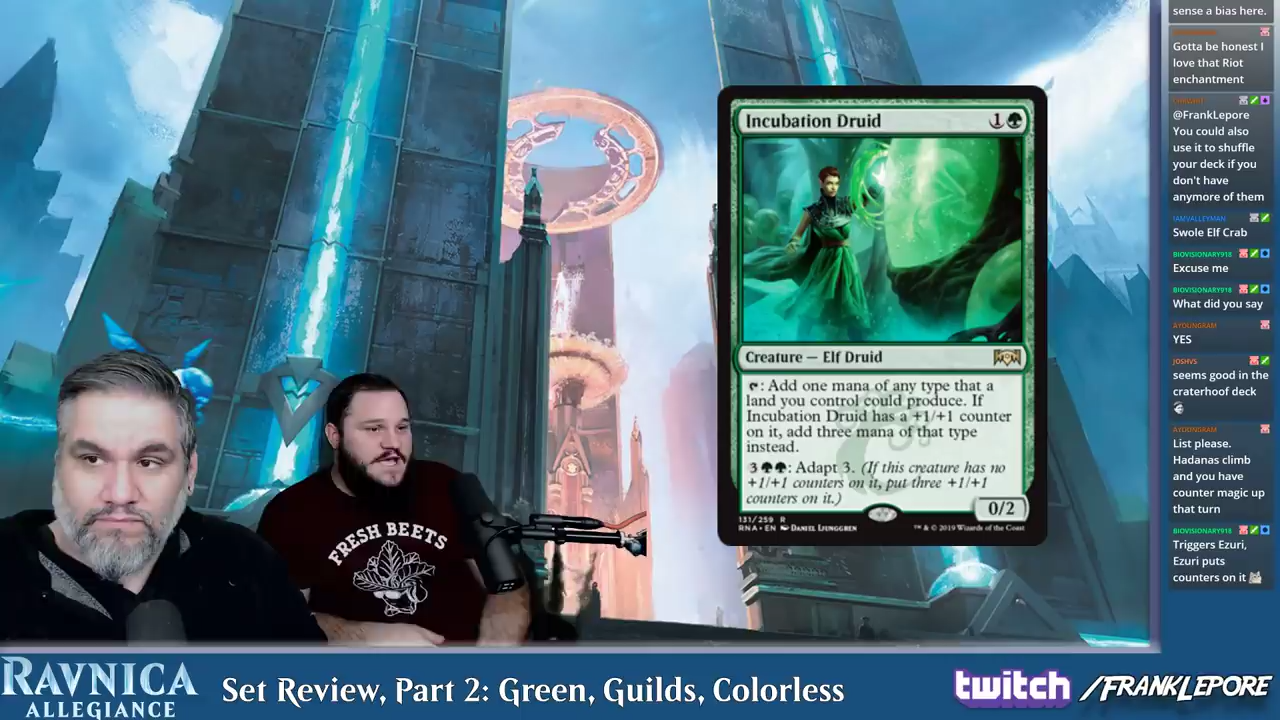 sense a bias here.
Gotta be honest I
love that Riot
enchantment
@FrankLepore
You could also
use it to shuffle
your deck if you
don't have
anymore of them
IAMVALLEYMAN
Swole Elf Crab
BIOVISIONARY918
Excuse me
BIOVISIONARY918
What did you say
AYOUNGRAM
YES
JOSHVS
seems good in the
craterhoof deck
AYOUNGRAM
List please.
Hadanas climb
and you have
counter magic up
that turn
BIOVISIONARY918
Triggers Ezuri,
Ezuri puts
counters on it
Incubation Druid 1
Creature — Elf Druid
: Add one mana of any type that a
land you control could produce. If
Incubation Druid has a +1/+1 counter
on it, add three mana of that type
instead.
3: Adapt 3. (If this creature has no
+1/+1 counters on it, put three +1/+1
counters on it.)
0/2
131/259 R
RNA • EN DANIEL LJUNGGREN
™ & © 2019 Wizards of the Coast
FRESH BEETS
RAVNICA
ALLEGIANCE
Set Review, Part 2: Green, Guilds, Colorless
twitch /FRANKLEPORE